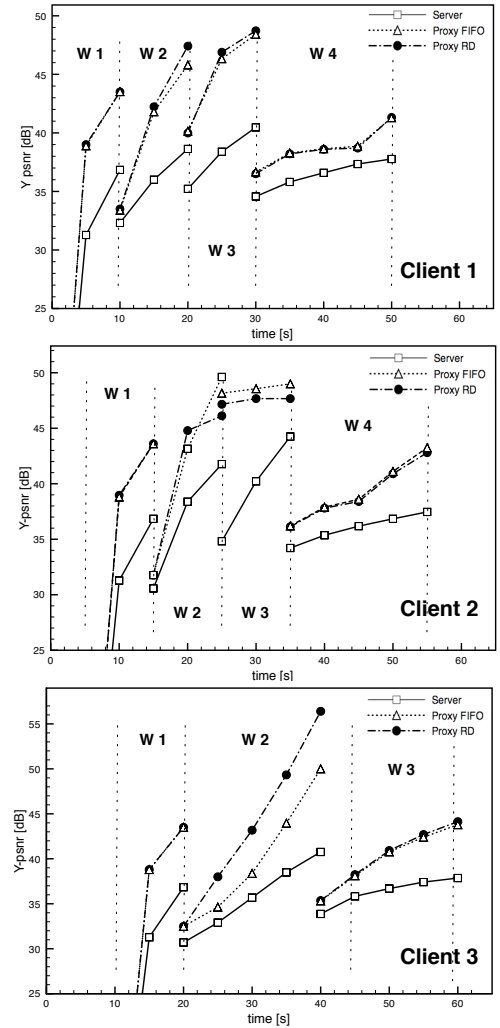 Server
Proxy FIFO
Proxy RD
W 1
W 2
W 4
W 3
Y psnr [dB]
50
45
40
35
30
25
Client 1
0 10 20 30 40 50 60
time [s]
Server
Proxy FIFO
Proxy RD
W 1
W 4
W 2
W 3
Y-psnr [dB]
50
45
40
35
30
25
Client 2
0 10 20 30 40 50 60
time [s]
Server
Proxy FIFO
Proxy RD
W 1
W 2
W 3
Y-psnr [dB]
55
50
45
40
35
30
25
Client 3
0 10 20 30 40 50 60
time [s]